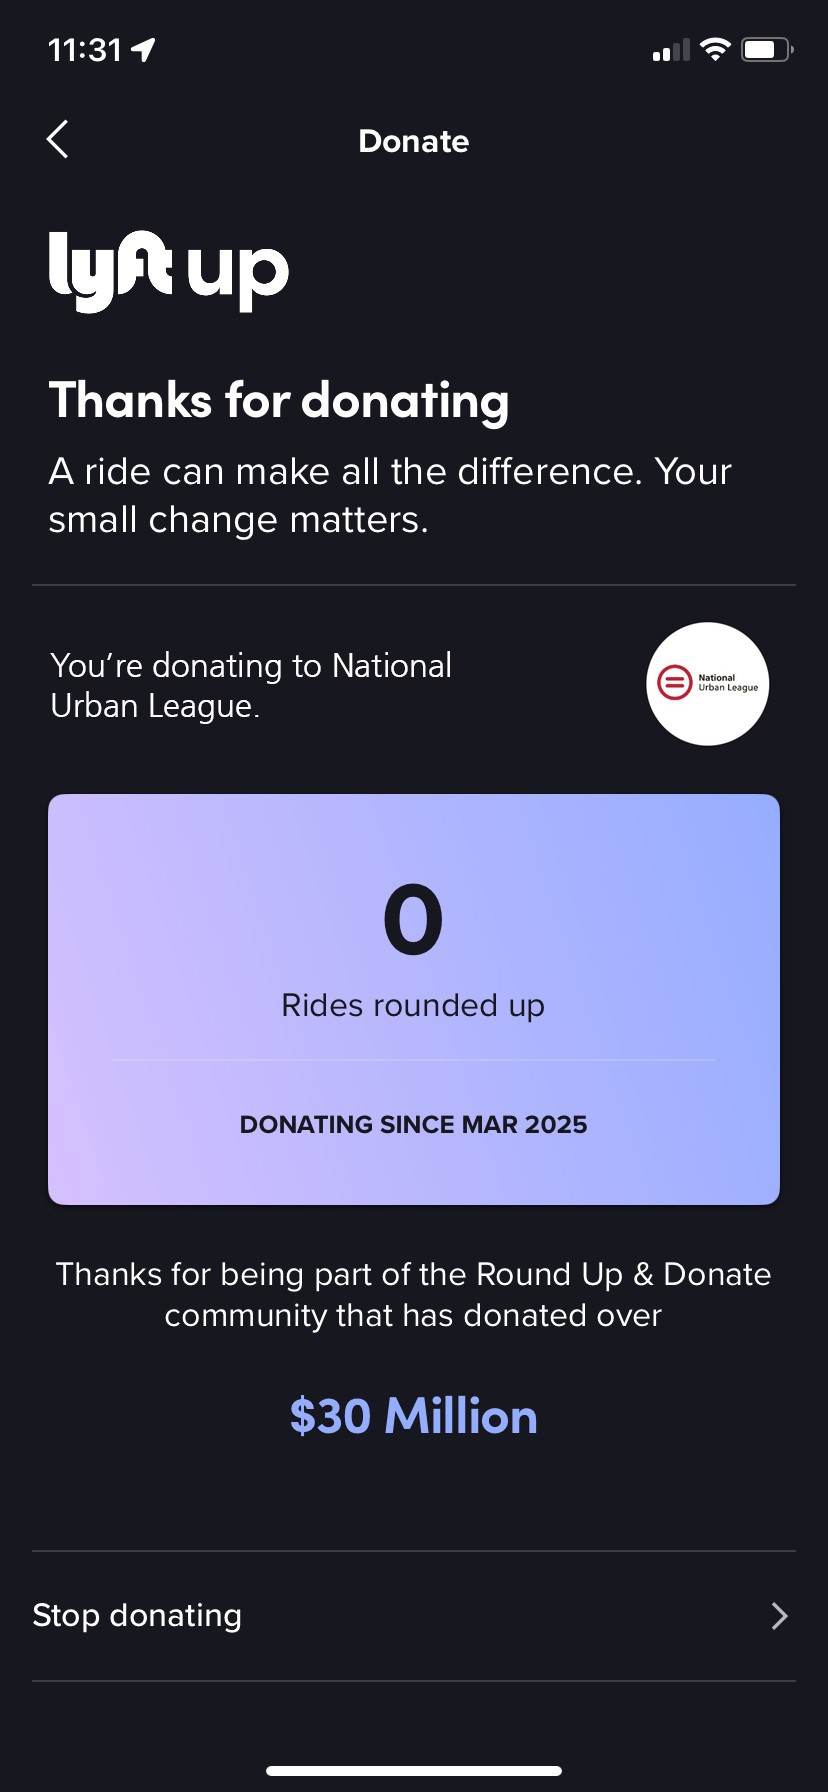 11:31
Donate
lyft up
Thanks for donating
A ride can make all the difference. Your
small change matters.
You’re donating to National
Urban League.
National
Urban League
0
Rides rounded up
DONATING SINCE MAR 2025
Thanks for being part of the Round Up & Donate
community that has donated over
$30 Million
Stop donating